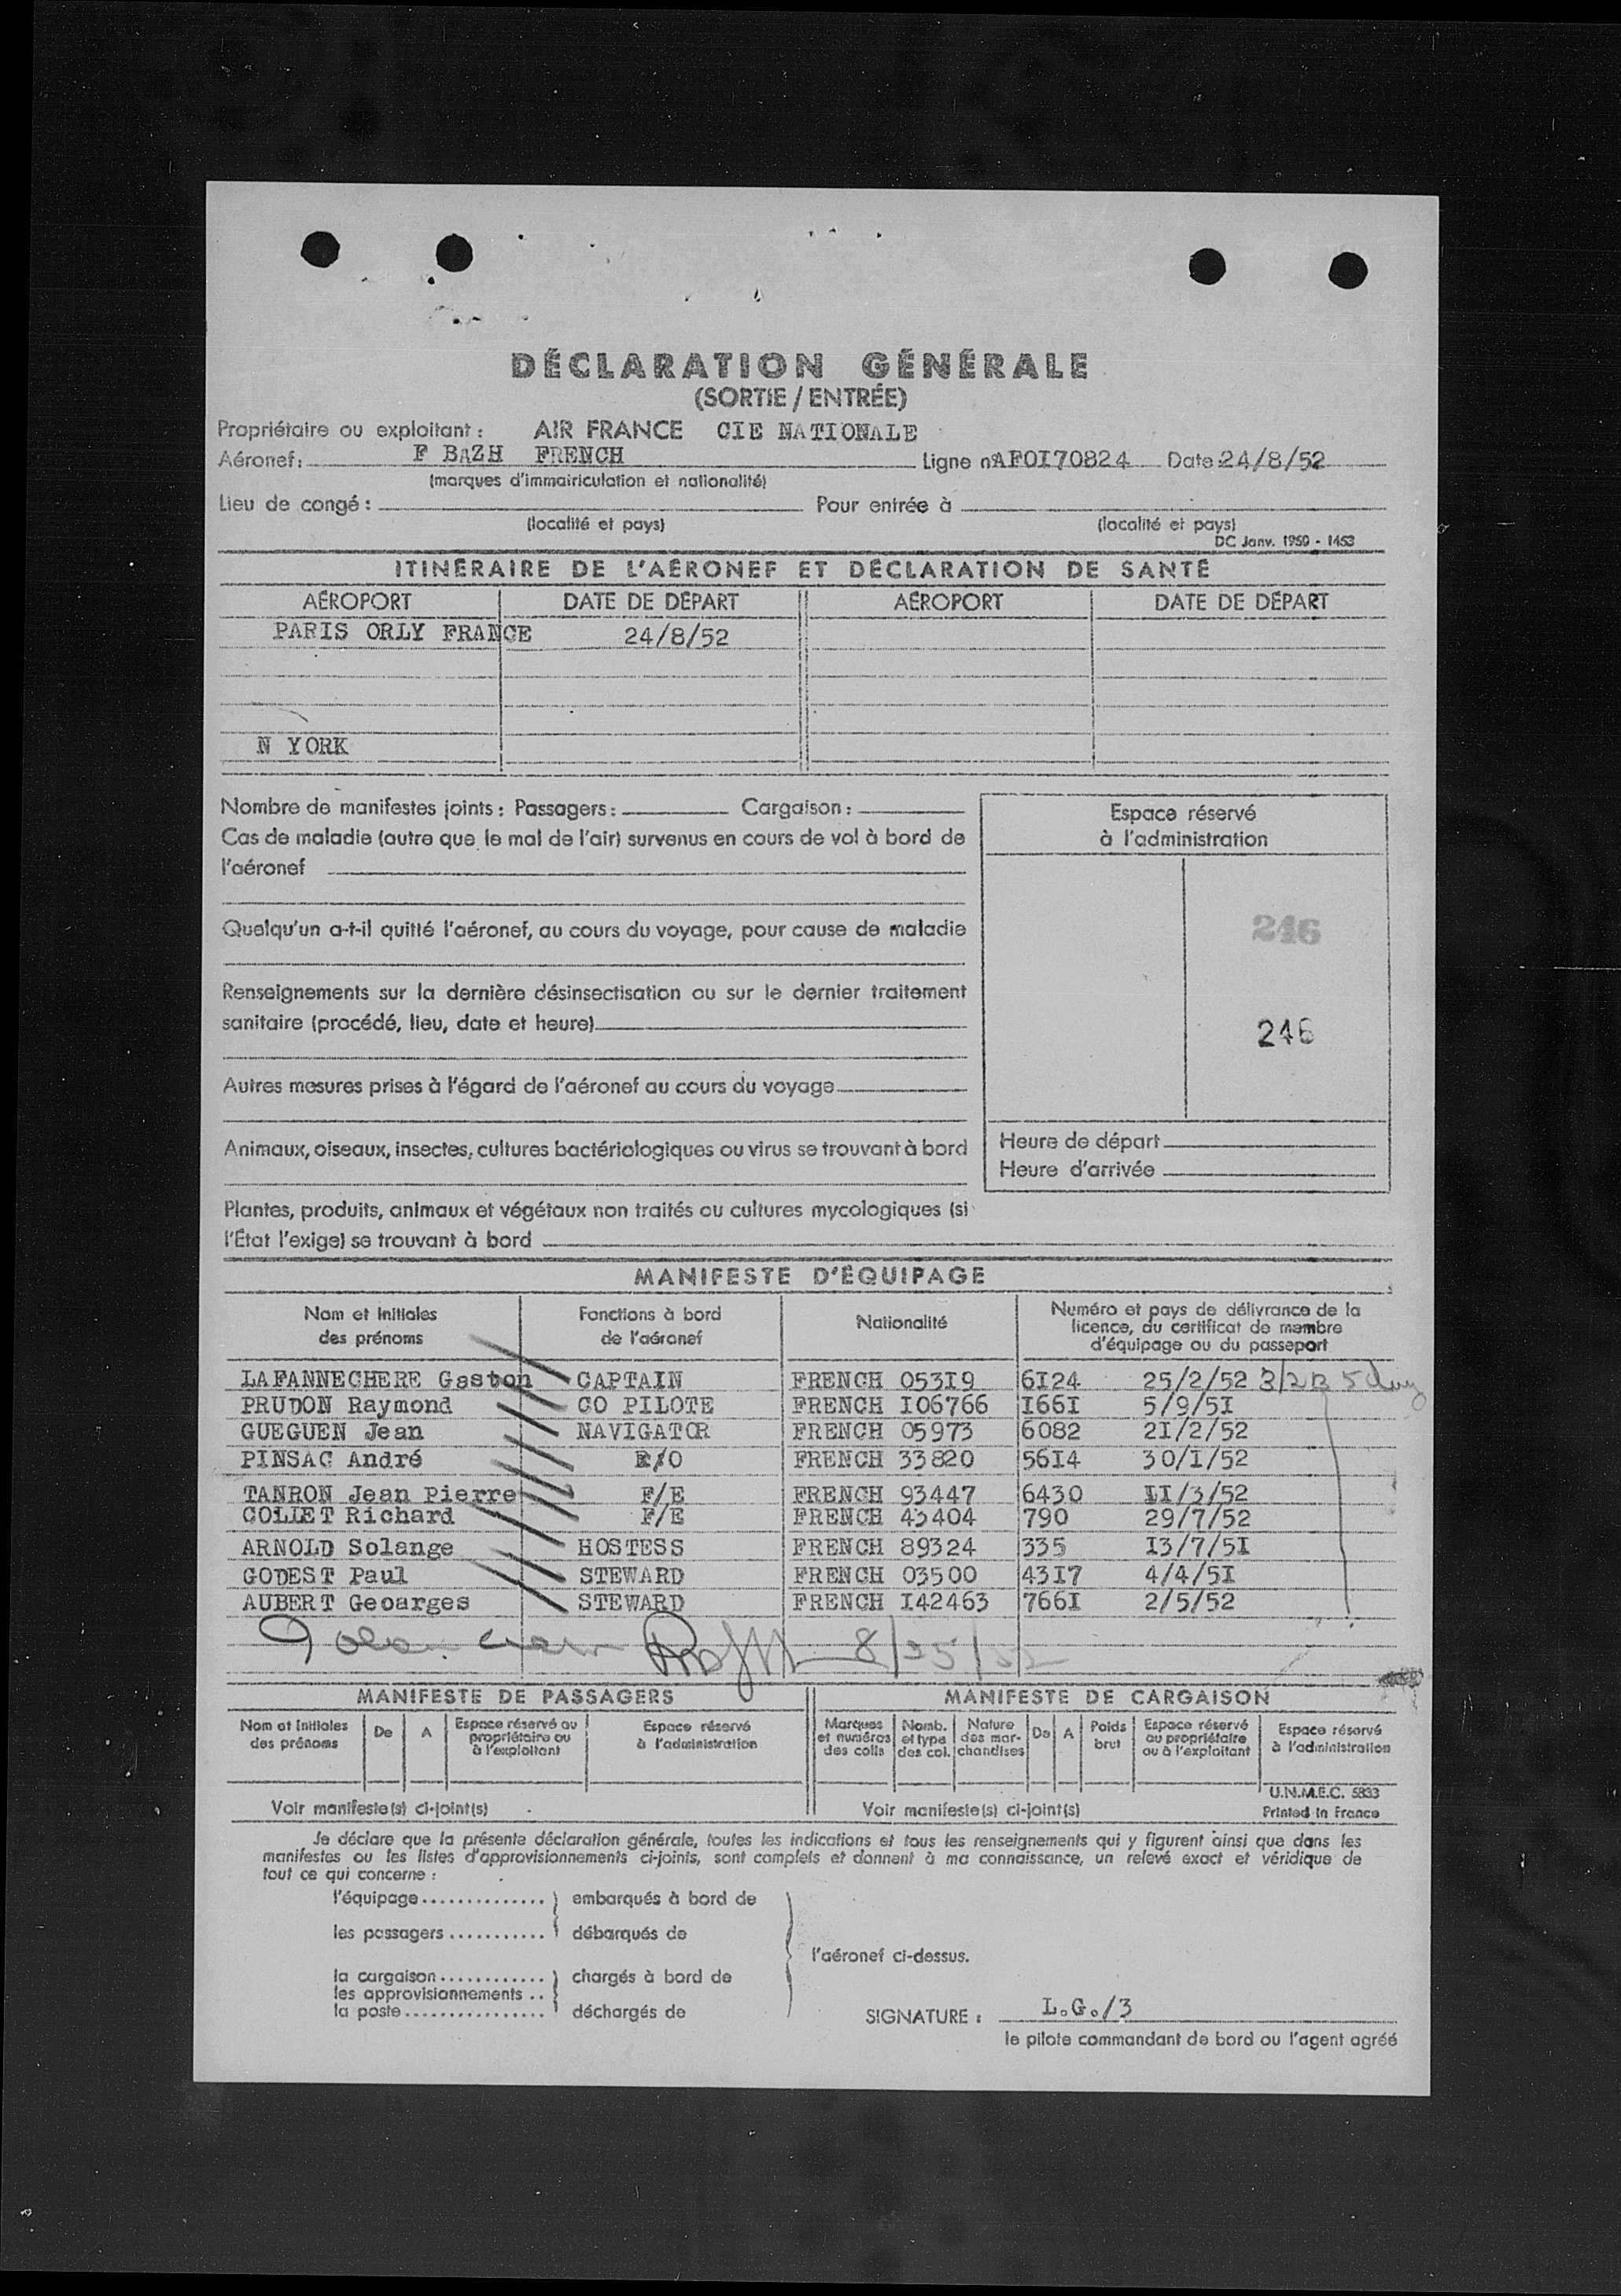 DÉCLARATION GÉNÉRALE
(SORTIE / ENTRÉE)
Propriétaire ou exploitant : AIR FRANCE CIE NATIONALE
Aéronef: F BAZH FRENCH Ligne n AF0I70824 Date 24/8/52
(marques d'immatriculation et nationalité)
Lieu de congé : Pour entrée à
(localité et pays) (localité et pays)
DC Janv. 1950 - 1453
ITINÉRAIRE DE L'AÉRONEF ET DÉCLARATION DE SANTÉ
AÉROPORT DATE DE DÉPART AÉROPORT DATE DE DÉPART
PARIS ORLY FRANCE 24/8/52
N YORK
Nombre de manifestes joints : Passagers : Cargaison :
Cas de maladie (autre que le mal de l'air) survenus en cours de vol à bord de
l'aéronef
Quelqu'un a-t-il quitté l'aéronef, au cours du voyage, pour cause de maladie
Renseignements sur la dernière désinsectisation ou sur le dernier traitement
sanitaire (procédé, lieu, date et heure)
Autres mesures prises à l'égard de l'aéronef au cours du voyage
Animaux, oiseaux, insectes, cultures bactériologiques ou virus se trouvant à bord
Plantes, produits, animaux et végétaux non traités ou cultures mycologiques (si
l'État l'exige) se trouvant à bord
Espace réservé
à l'administration
246
246
Heure de départ
Heure d'arrivée
MANIFESTE D'ÉQUIPAGE
Nom et initiales des prénoms Fonctions à bord de l'aéronef Nationalité Numéro et pays de délivrance de la licence, du certificat de membre d'équipage ou du passeport
LAFANNECHERE Gaston CAPTAIN FRENCH 053I9 6I24 25/2/52
PRUDON Raymond CO PILOTE FRENCH I06766 I66I 5/9/5I
GUEGUEN Jean NAVIGATOR FRENCH 05973 6082 2I/2/52
PINSAC André R/O FRENCH 33820 56I4 30/I/52
TANRON Jean Pierre F/E FRENCH 93447 6430 II/3/52
COLLET Richard F/E FRENCH 43404 790 29/7/52
ARNOLD Solange HOSTESS FRENCH 89324 335 I3/7/5I
GODEST Paul STEWARD FRENCH 03500 43I7 4/4/5I
AUBERT Geoarges STEWARD FRENCH I42463 766I 2/5/52
8/25/52
MANIFESTE DE PASSAGERS MANIFESTE DE CARGAISON
Nom et Initiales des prénoms De A Espace réservé au propriétaire ou à l'exploitant Espace réservé à l'administration Marques et numéros des colis Nomb. et type des col. Nature des marchandises De A Poids brut Espace réservé au propriétaire ou à l'exploitant Espace réservé à l'administration
U.N.M.E.C. 5833
Voir manifeste(s) ci-joint(s) Voir manifeste(s) ci-joint(s) Printed in France
Je déclare que la présente déclaration générale, toutes les indications et tous les renseignements qui y figurent ainsi que dans les
manifestes ou les listes d'approvisionnements ci-joints, sont complets et donnent à ma connaissance, un relevé exact et véridique de
tout ce qui concerne :
l'équipage .............. embarqués à bord de
les passagers ........... débarqués de
l'aéronef ci-dessus.
la cargaison ............ chargés à bord de
les approvisionnements ..
la poste ................ déchargés de
SIGNATURE : L.G./3
le pilote commandant de bord ou l'agent agréé